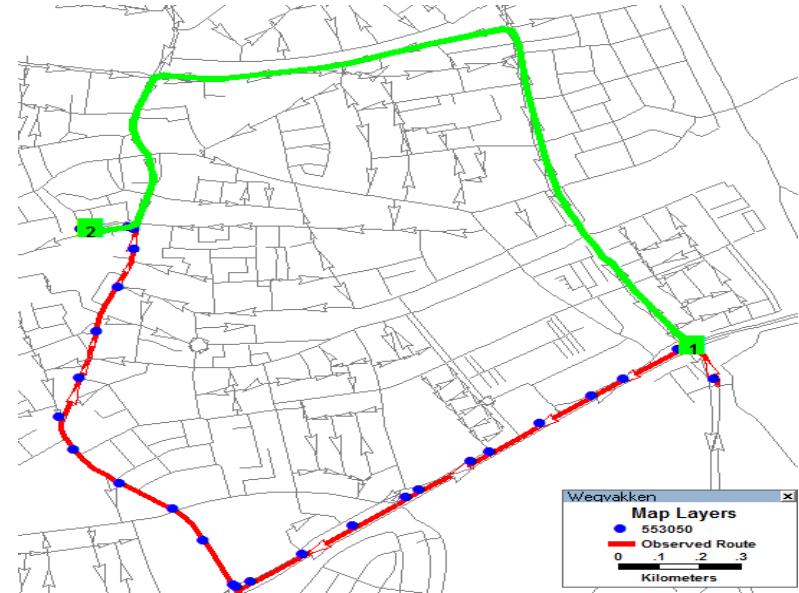 2
1
Wegvakken
Map Layers
553050
Observed Route
0 .1 .2 .3
Kilometers